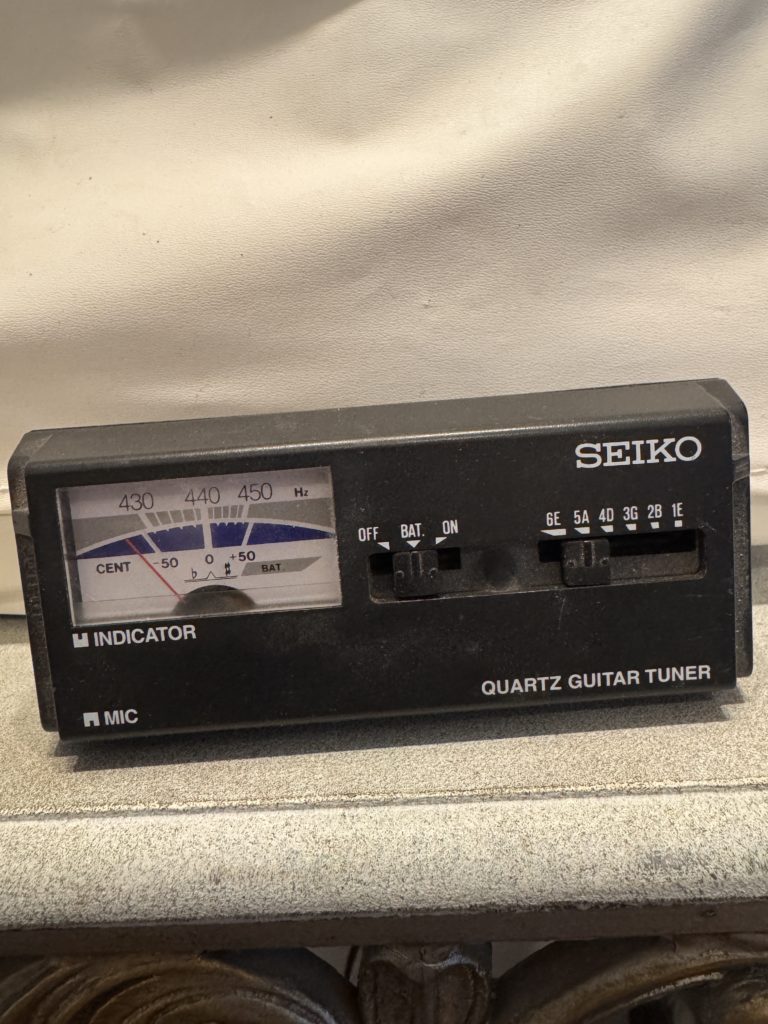 SEIKO
430 440 450 Hz
CENT -50 0 +50
♭ ♯ BAT.
OFF BAT. ON
6E 5A 4D 3G 2B 1E
INDICATOR
QUARTZ GUITAR TUNER
MIC